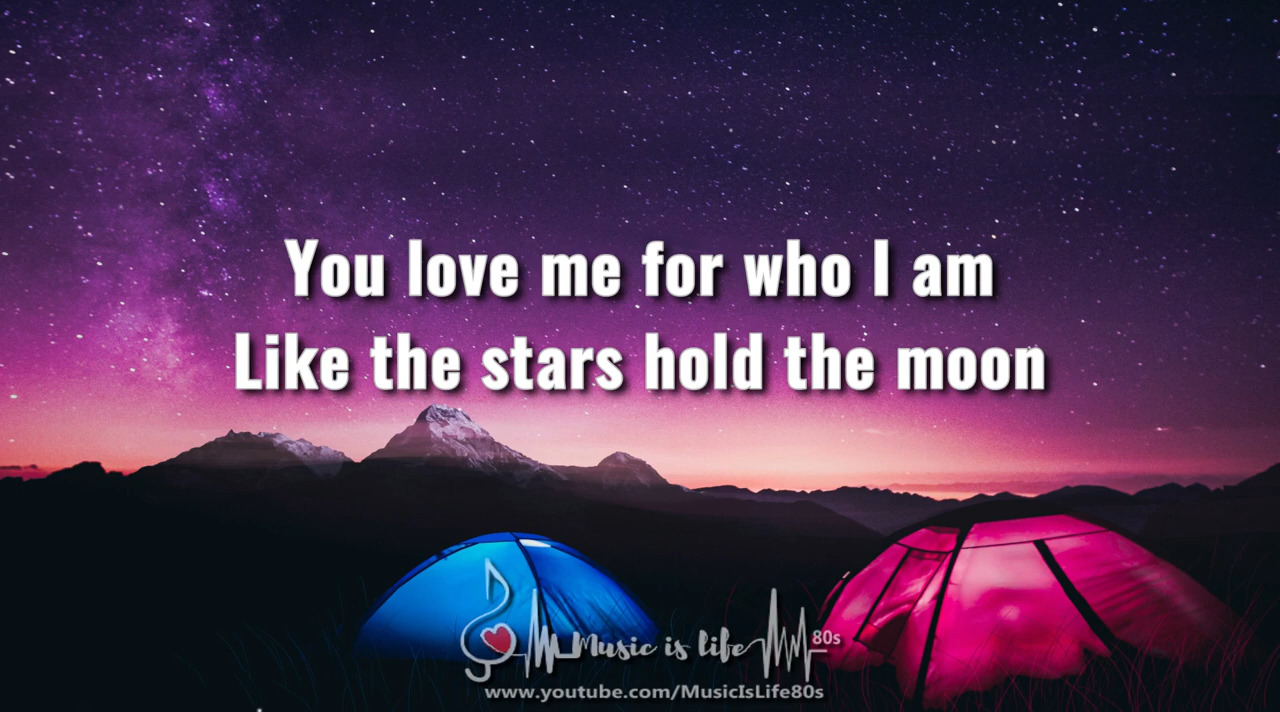 You love me for who I am
Like the stars hold the moon
Music is life 80s
www.youtube.com/MusicIsLife80s